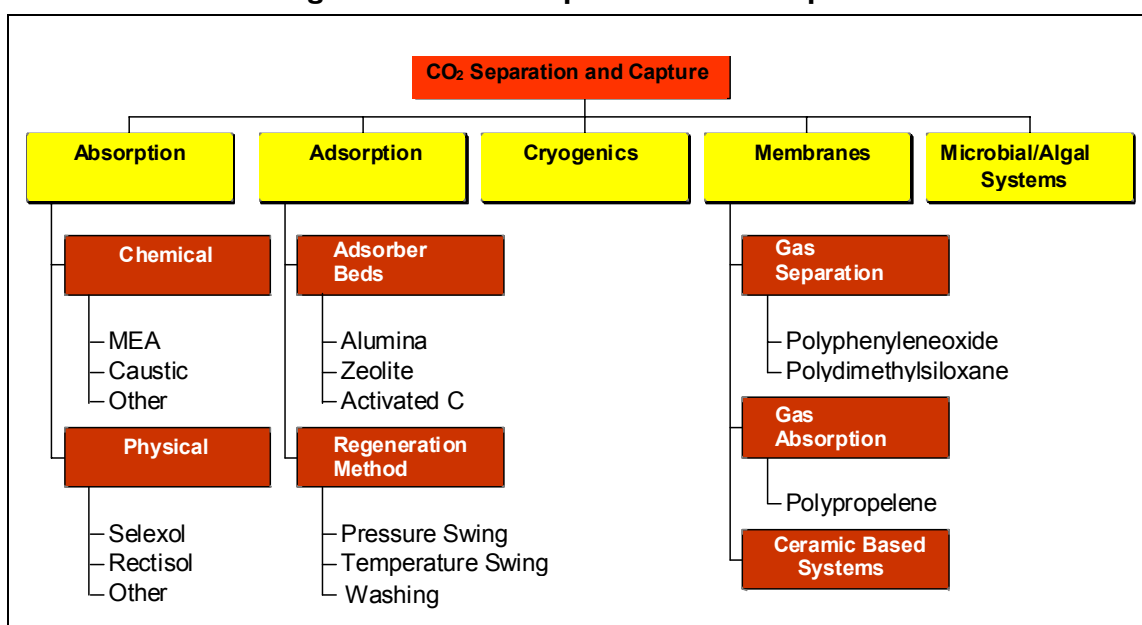 CO₂ Separation and Capture
Absorption
Adsorption
Cryogenics
Membranes
Microbial/Algal
Systems
Chemical
MEA
Caustic
Other
Physical
Selexol
Rectisol
Other
Adsorber
Beds
Alumina
Zeolite
Activated C
Regeneration
Method
Pressure Swing
Temperature Swing
Washing
Gas
Separation
Polyphenyleneoxide
Polydimethylsiloxane
Gas
Absorption
Polypropelene
Ceramic Based
Systems